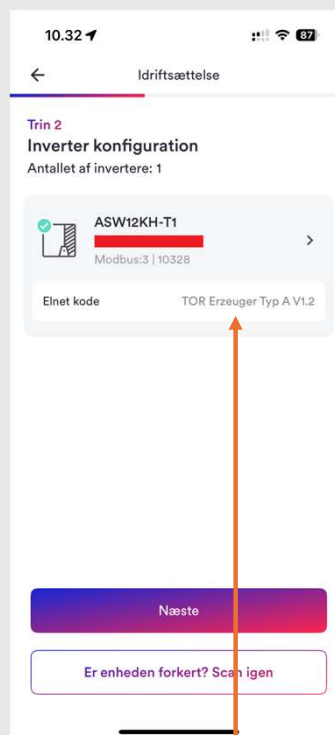 10.32
87
Idriftsættelse
Trin 2
Inverter konfiguration
Antallet af invertere: 1
ASW12KH-T1
Modbus:3 | 10328
Elnet kode TOR Erzeuger Typ A V1.2
Næste
Er enheden forkert? Scan igen